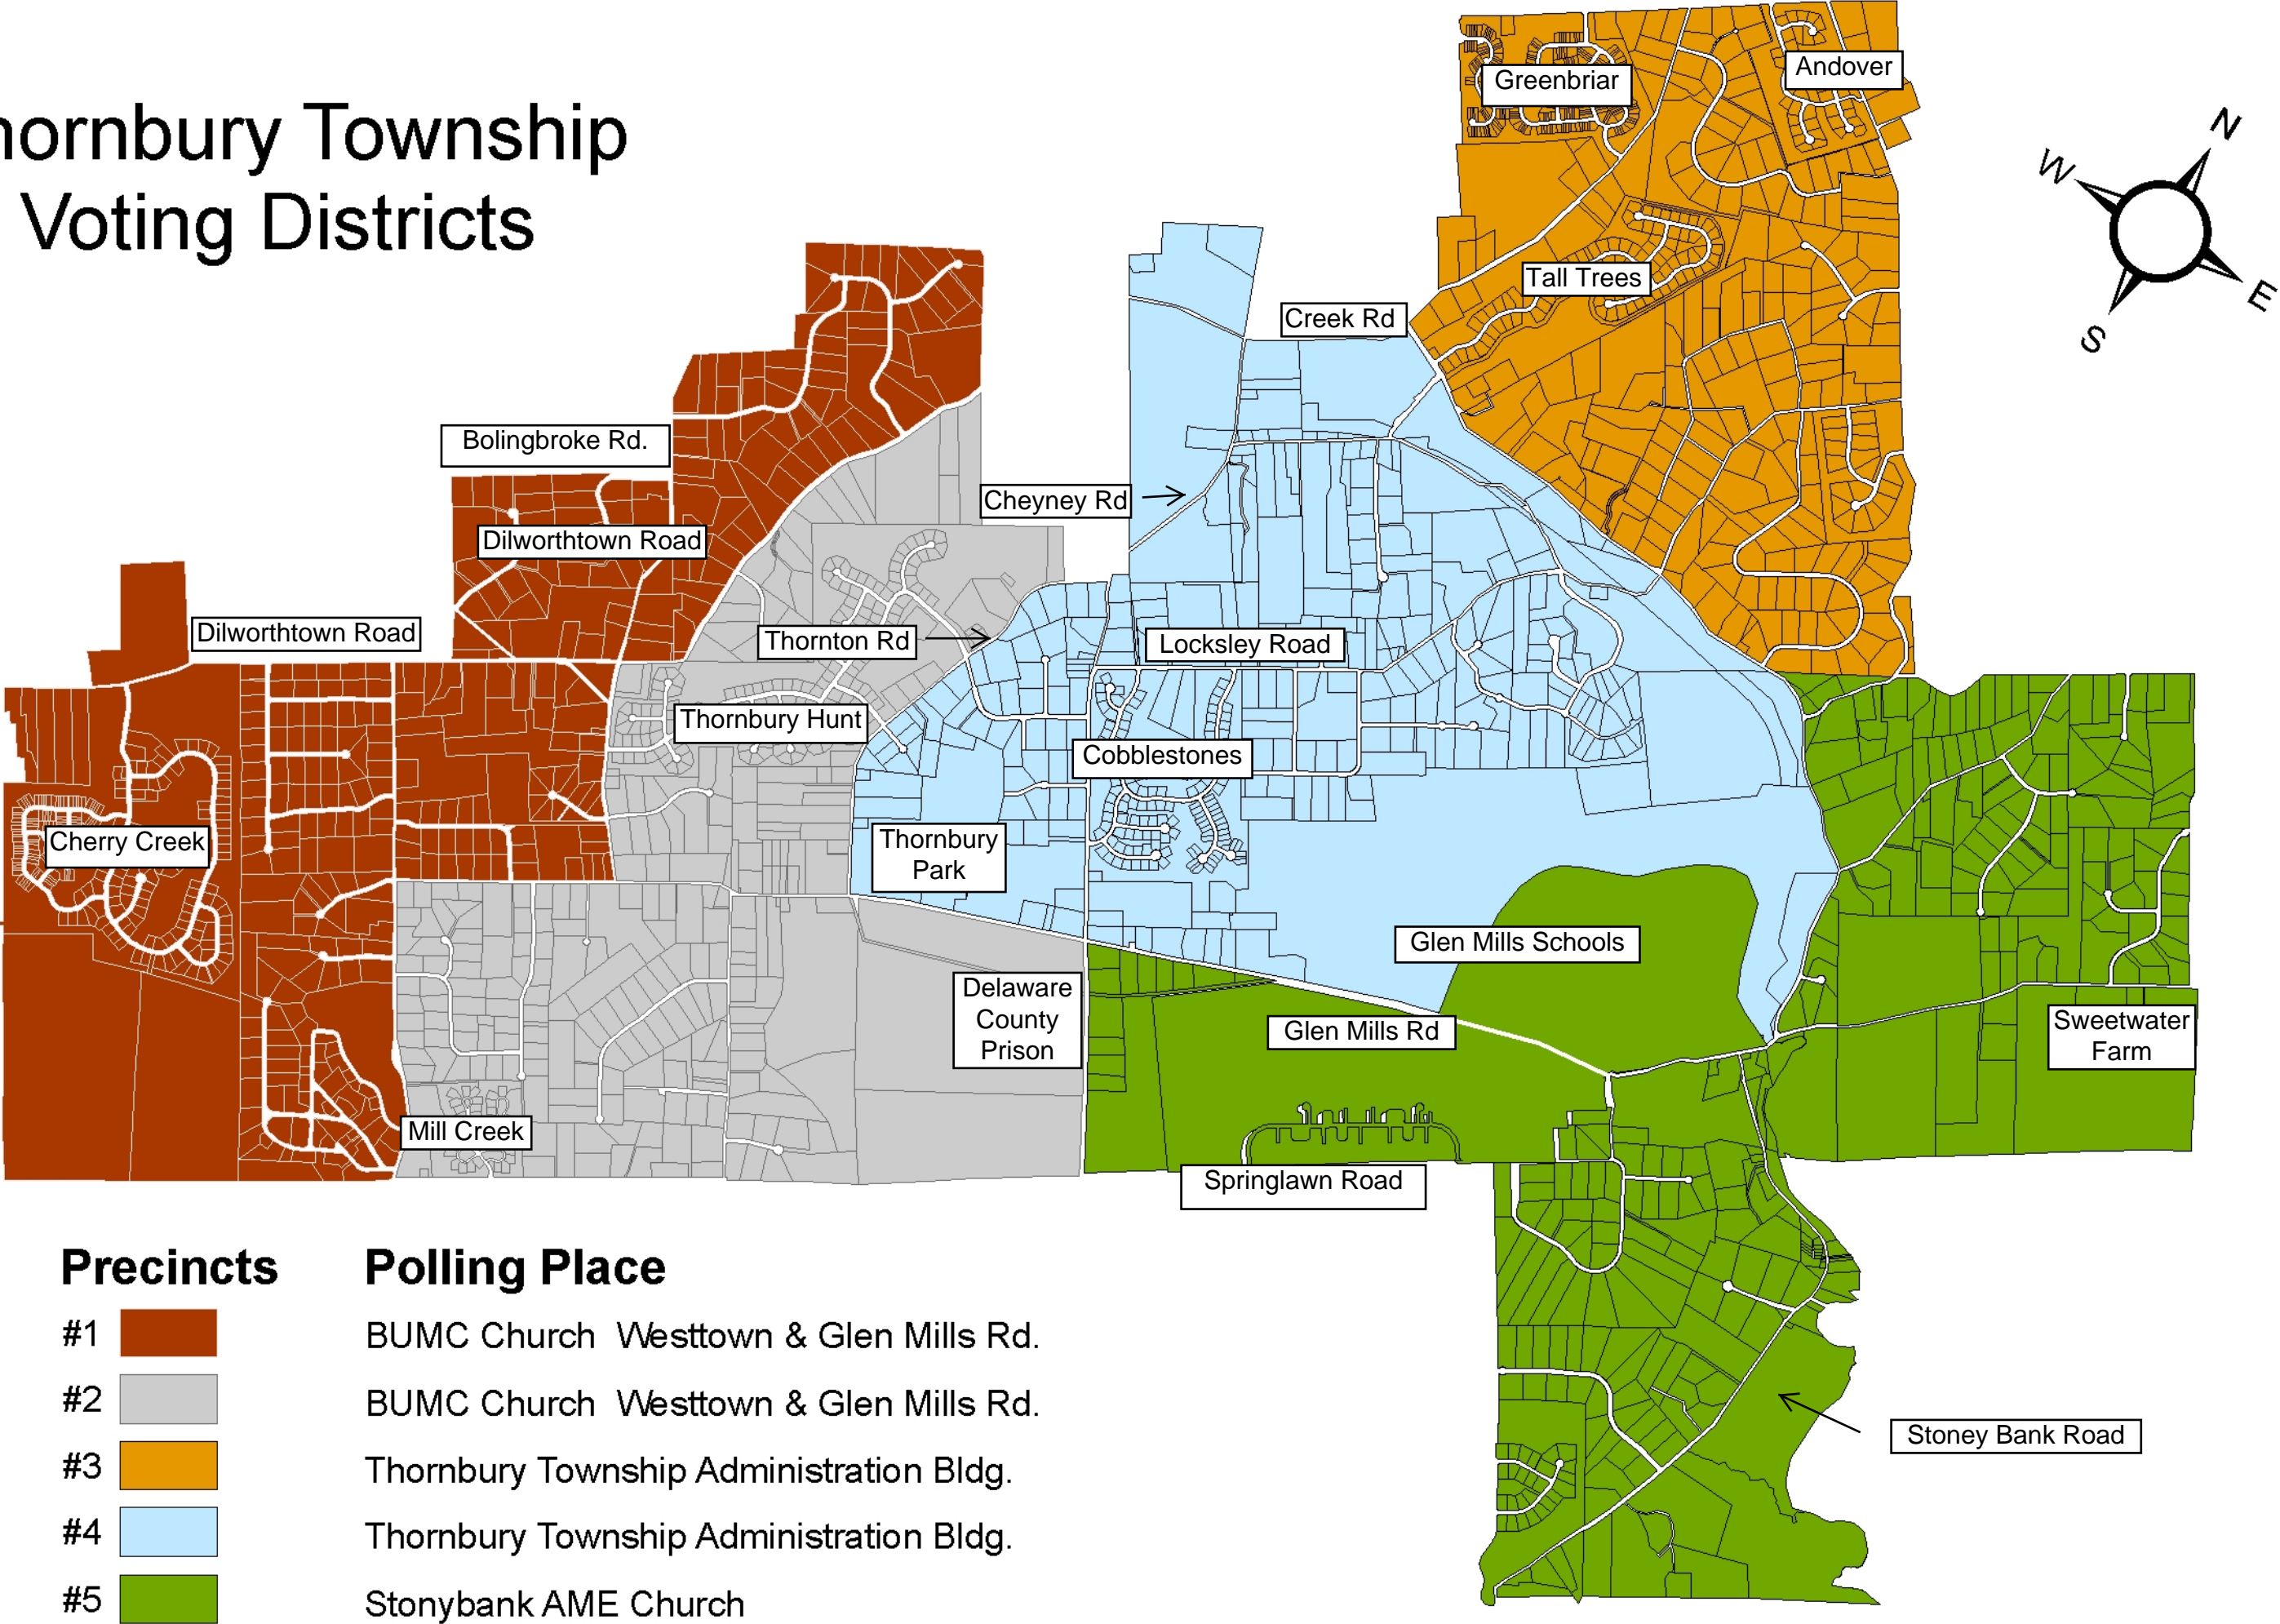 hornbury Township
Voting Districts
Greenbriar
Andover
N
W
E
S
Tall Trees
Creek Rd
Bolingbroke Rd.
Cheyney Rd
Dilworthtown Road
Dilworthtown Road
Thornton Rd
Locksley Road
Thornbury Hunt
Cobblestones
Cherry Creek
Thornbury
Park
Glen Mills Schools
Delaware
County
Prison
Glen Mills Rd
Sweetwater
Farm
Mill Creek
Springlawn Road
Stoney Bank Road
Precincts Polling Place
#1 BUMC Church Westtown & Glen Mills Rd.
#2 BUMC Church Westtown & Glen Mills Rd.
#3 Thornbury Township Administration Bldg.
#4 Thornbury Township Administration Bldg.
#5 Stonybank AME Church